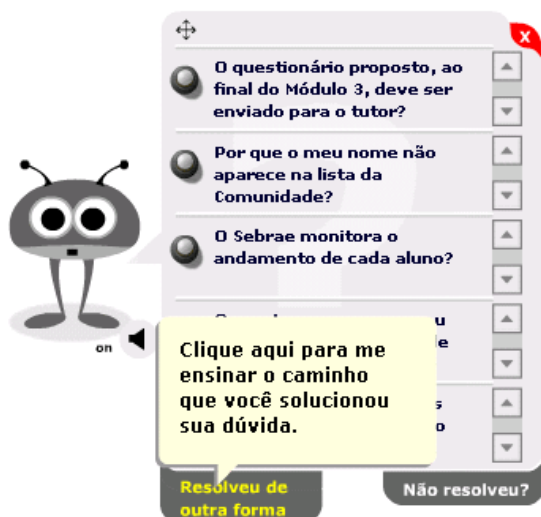 X
O questionário proposto, ao
final do Módulo 3, deve ser
enviado para o tutor?
Por que o meu nome não
aparece na lista da
Comunidade?
O Sebrae monitora o
andamento de cada aluno?
on
Clique aqui para me
ensinar o caminho
que você solucionou
sua dúvida.
Resolveu de
outra forma
Não resolveu?